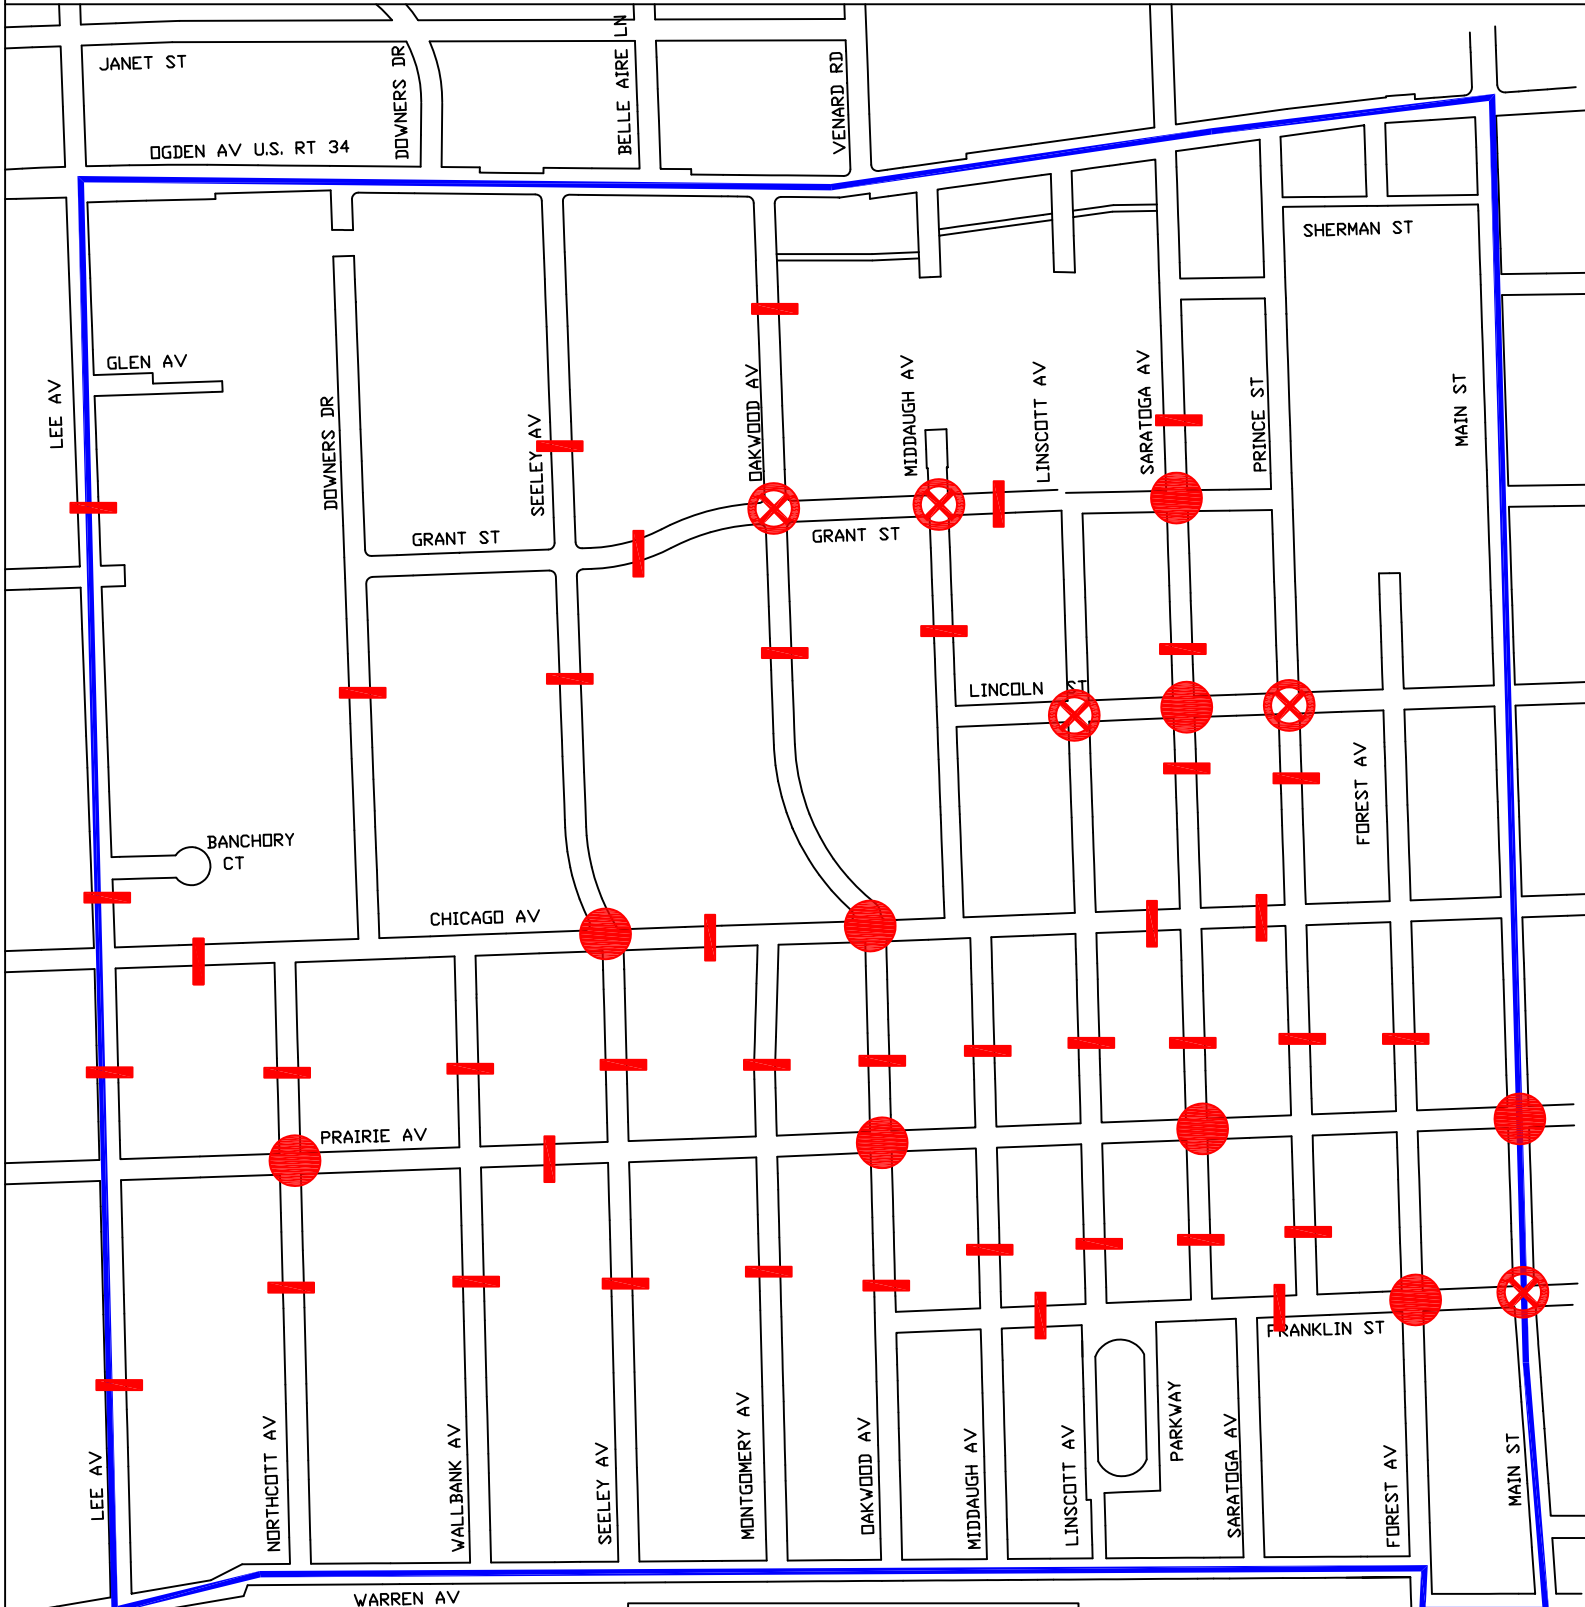 JANET ST
DOWNERS DR
BELLE AIRE LN
VENARD RD
OGDEN AV U.S. RT 34
SHERMAN ST
GLEN AV
LEE AV
DOWNERS DR
SEELEY AV
OAKWOOD AV
MIDDAUGH AV
LINSCOTT AV
SARATOGA AV
PRINCE ST
MAIN ST
GRANT ST
GRANT ST
LINCOLN ST
FOREST AV
BANCHORY
CT
CHICAGO AV
PRAIRIE AV
FRANKLIN ST
LEE AV
NORTHCOTT AV
WALLBANK AV
SEELEY AV
MONTGOMERY AV
OAKWOOD AV
MIDDAUGH AV
LINSCOTT AV
PARKWAY
SARATOGA AV
FOREST AV
MAIN ST
WARREN AV